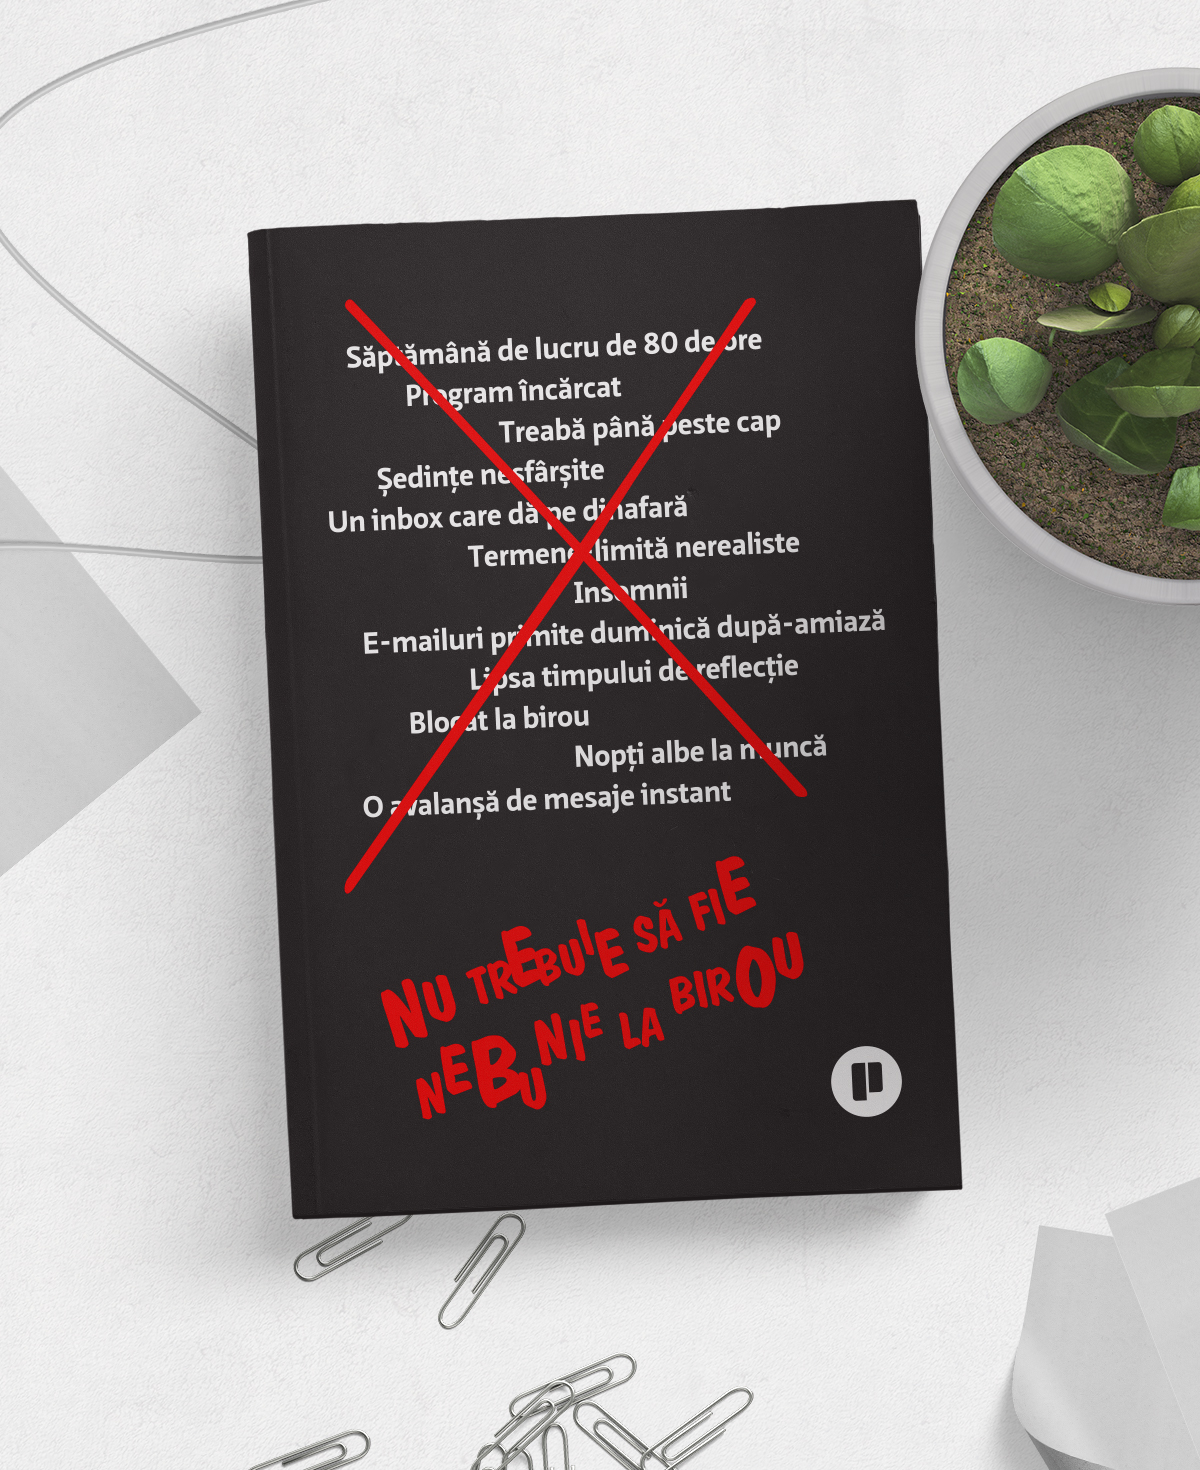 Săptămână de lucru de 80 de ore
Program încărcat
Treabă până peste cap
Ședințe nesfârșite
Un inbox care dă pe dinafară
Termene-limită nerealiste
Insomnii
E-mailuri primite duminică după-amiază
Lipsa timpului de reflecție
Blocat la birou
Nopți albe la muncă
O avalanșă de mesaje instant
NU TREBUIE SĂ FIE
NEBUNIE LA BIROU